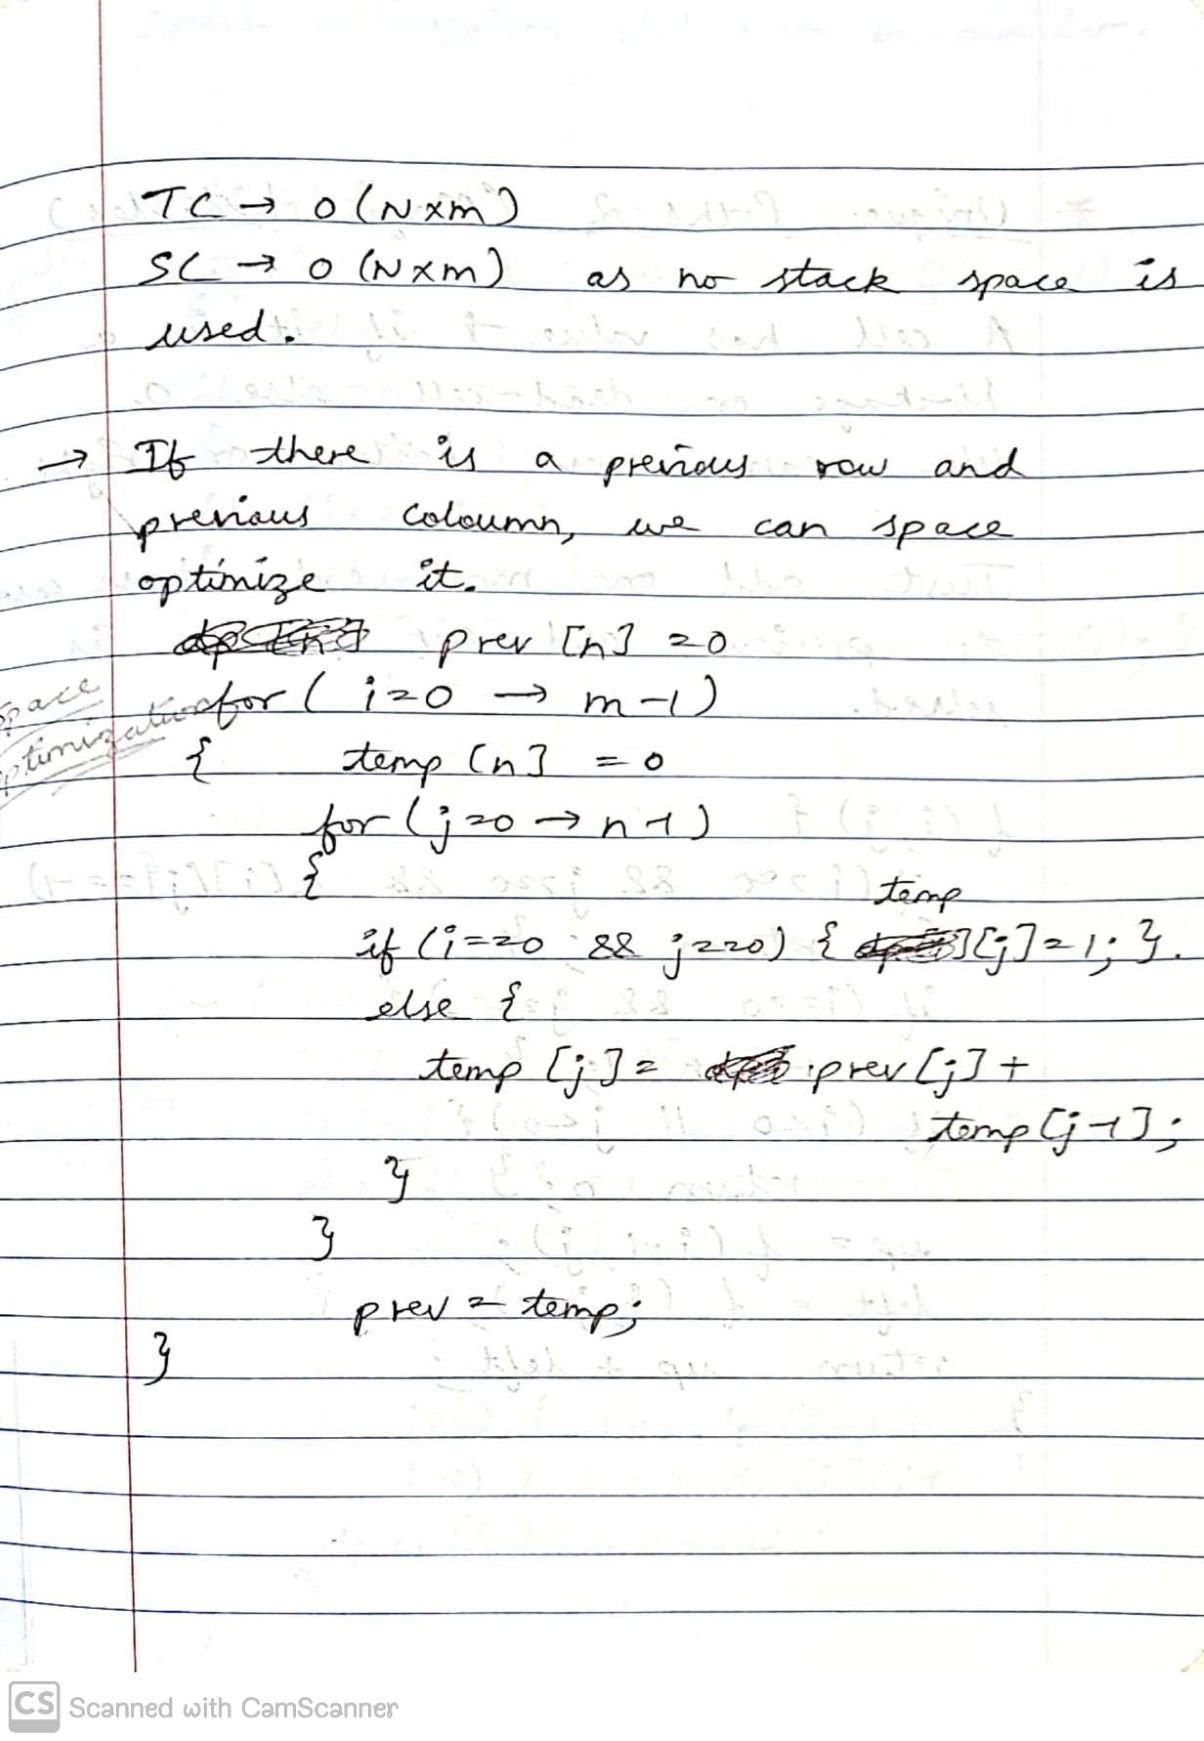 TC → O (N×m)
SC → O (N×m) as no stack space is
used.
→ If there is a previous row and
previous coloumn, we can space
optimize it.
prev [n] = 0
space
optimization
for ( i=0 → m-1)
{ temp [n] = 0
for (j=0 → n-1)
{
temp
if (i==0 && j==0) { [j]=1; }.
else {
temp [j] = prev [j] +
temp [j-1];
}
}
prev = temp;
}
CS Scanned with CamScanner